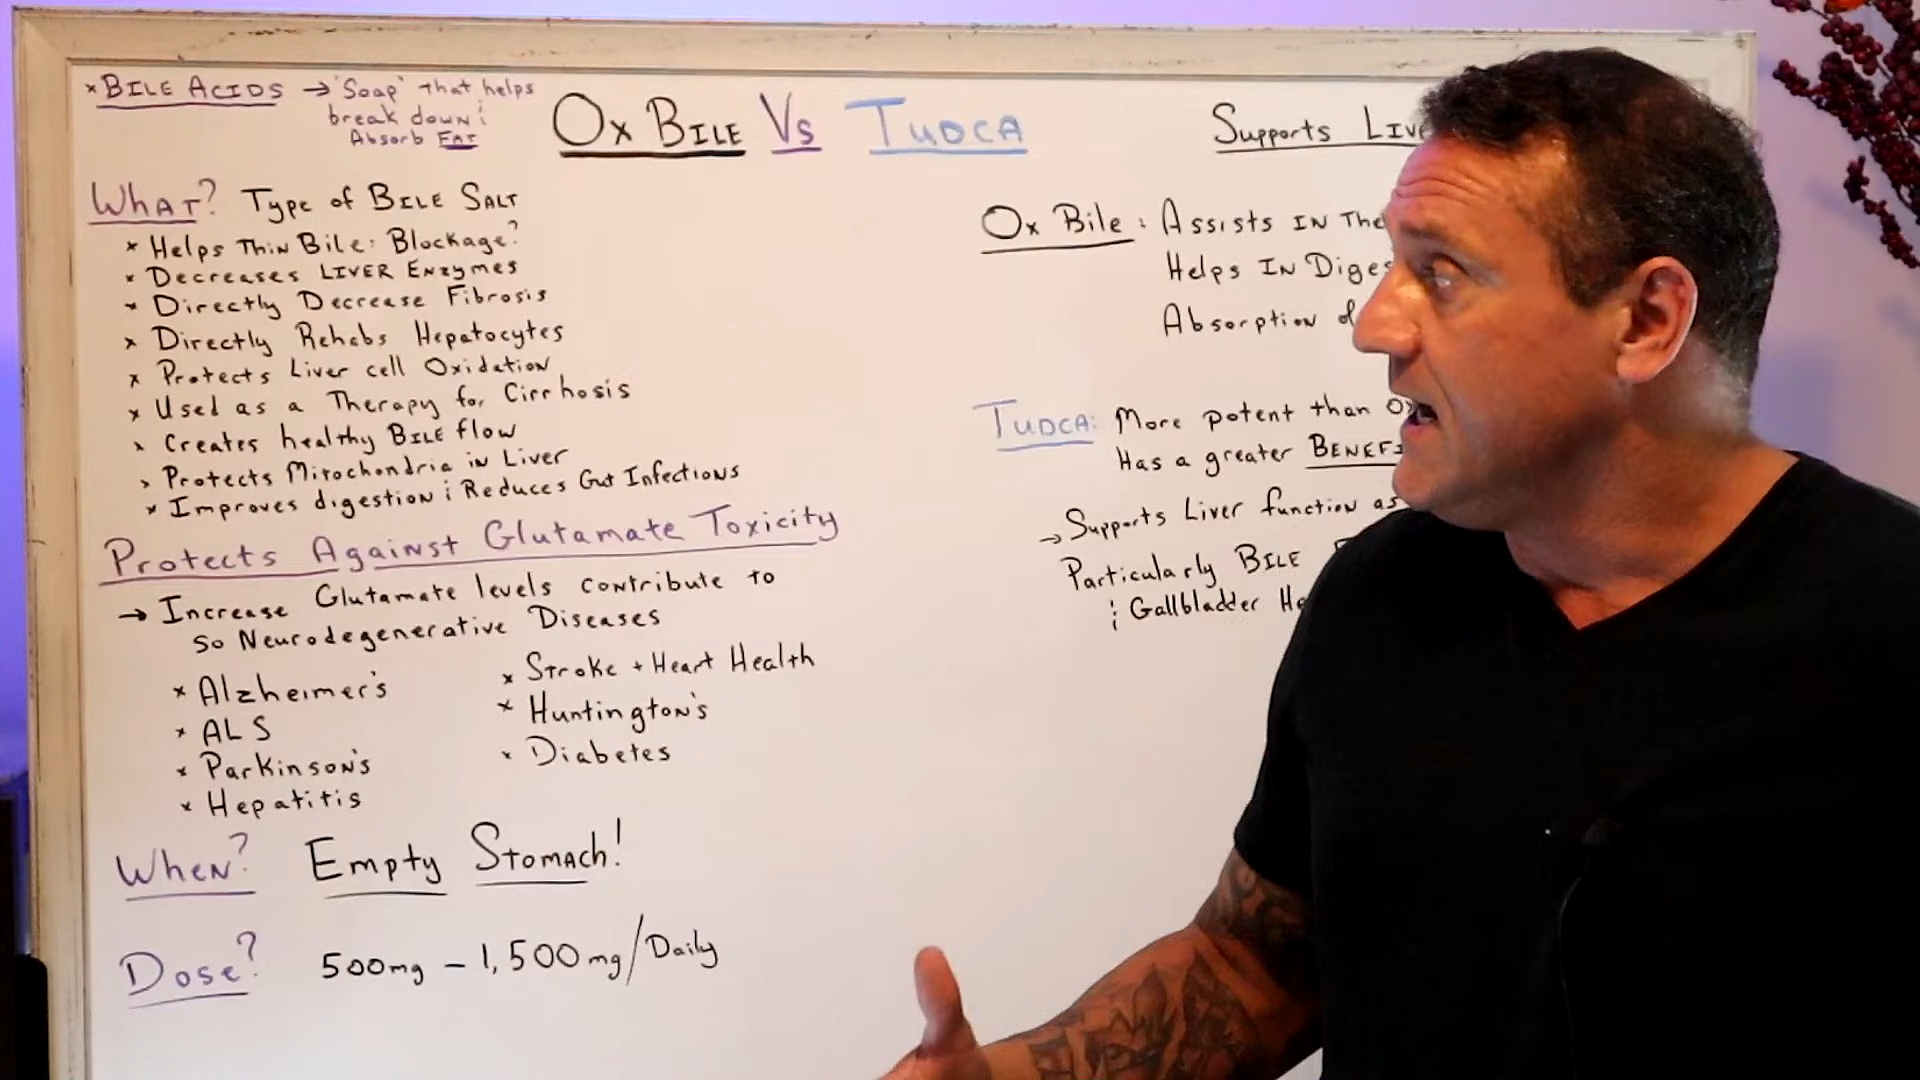 * BILE ACIDS → 'Soap' that helps
break down ;
Absorb FAT
OX BILE VS TUDCA
WHAT? Type of BILE SALT
* Helps Thin Bile: Blockage?
* Decreases LIVER Enzymes
* Directly Decrease Fibrosis
* Directly Rehabs Hepatocytes
* Protects Liver cell Oxidation
* Used as a Therapy for Cirrhosis
* Creates healthy BILE flow
* Protects Mitochondria in Liver
* Improves digestion ; Reduces Gut Infections
Protects Against Glutamate Toxicity
→ Increase Glutamate levels contribute to
so Neurodegenerative Diseases
* Alzheimer's
* ALS
* Parkinson's
* Hepatitis
* Stroke + Heart Health
* Huntington's
* Diabetes
When? Empty Stomach!
Dose? 500mg - 1,500mg/Daily
Supports
Ox Bile: Assists IN The
Helps IN
Absorption
TUDCA: More potent than
Has a greater
→ Supports Liver function as
Particularly BILE
; Gallbladder